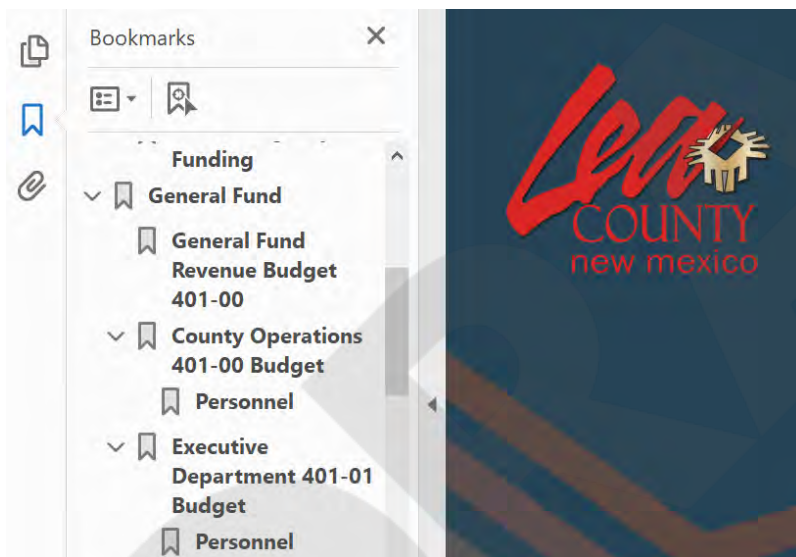 Bookmarks
Funding
General Fund
General Fund
Revenue Budget
401-00
County Operations
401-00 Budget
Personnel
Executive
Department 401-01
Budget
Personnel
Lea
COUNTY
new mexico